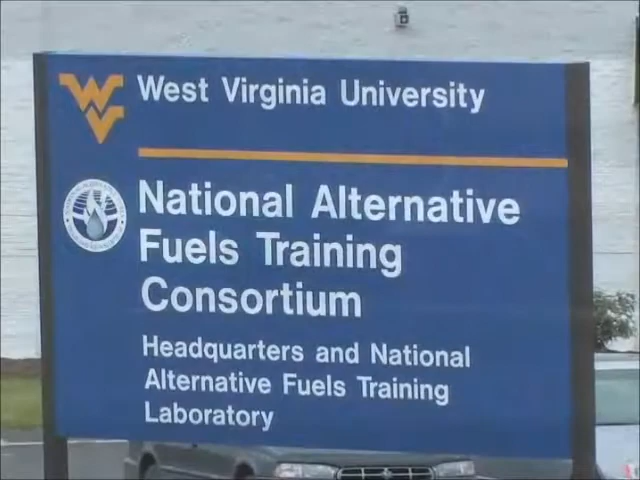 West Virginia University
National Alternative
Fuels Training
Consortium
Headquarters and National
Alternative Fuels Training
Laboratory